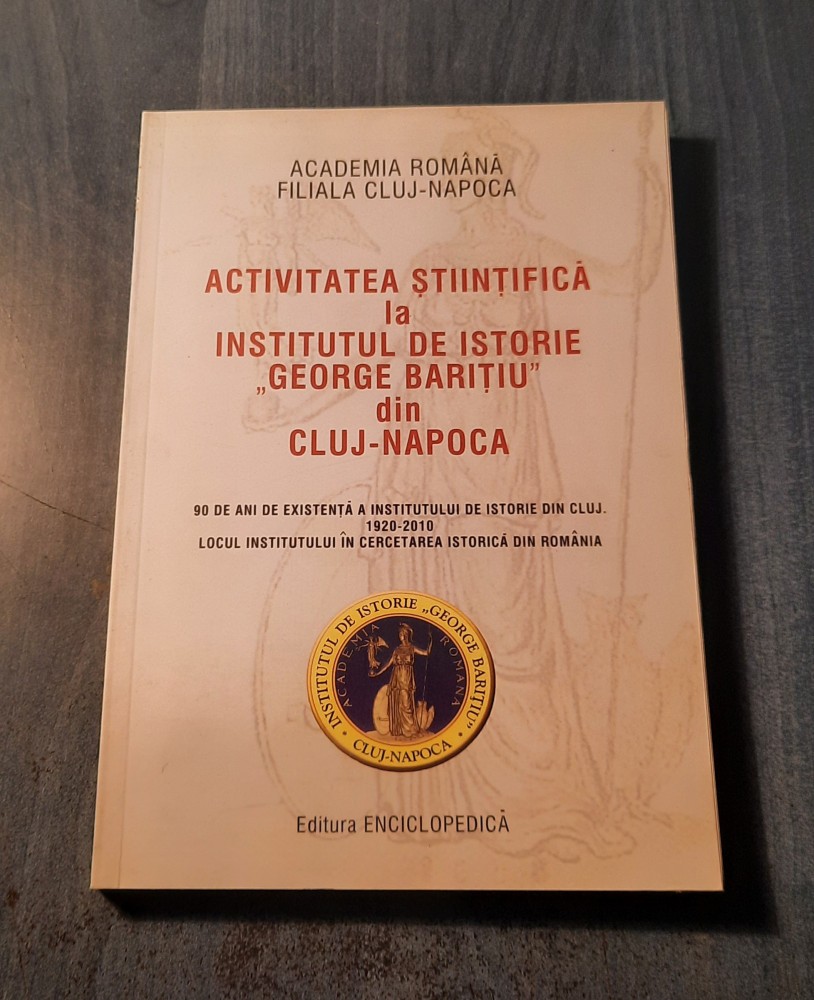 ACADEMIA ROMÂNĂ
FILIALA CLUJ-NAPOCA
ACTIVITATEA ȘTIINȚIFICĂ
la
INSTITUTUL DE ISTORIE
„GEORGE BARIȚIU”
din
CLUJ-NAPOCA
90 DE ANI DE EXISTENȚĂ A INSTITUTULUI DE ISTORIE DIN CLUJ.
1920-2010
LOCUL INSTITUTULUI ÎN CERCETAREA ISTORICĂ DIN ROMÂNIA
INSTITUTUL DE ISTORIE „GEORGE BARIȚIU”
ACADEMIA ROMANA
· CLUJ-NAPOCA ·
Editura ENCICLOPEDICĂ